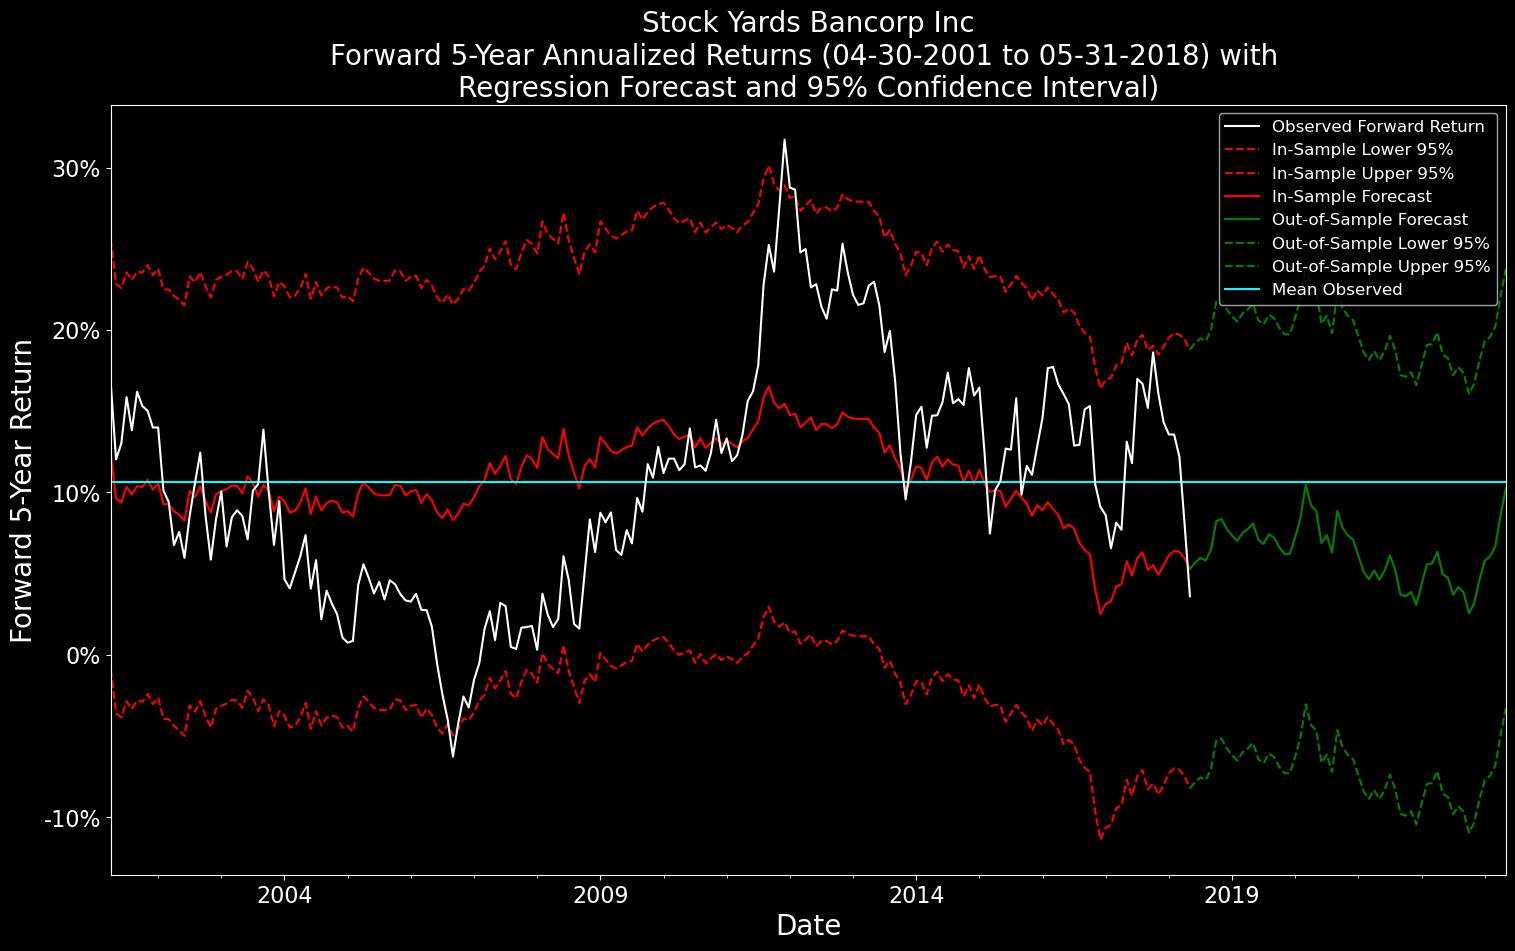 Stock Yards Bancorp Inc
Forward 5-Year Annualized Returns (04-30-2001 to 05-31-2018) with
Regression Forecast and 95% Confidence Interval)
Observed Forward Return
In-Sample Lower 95%
In-Sample Upper 95%
In-Sample Forecast
Out-of-Sample Forecast
Out-of-Sample Lower 95%
Out-of-Sample Upper 95%
Mean Observed
Forward 5-Year Return
30%
20%
10%
0%
-10%
2004
2009
2014
2019
Date